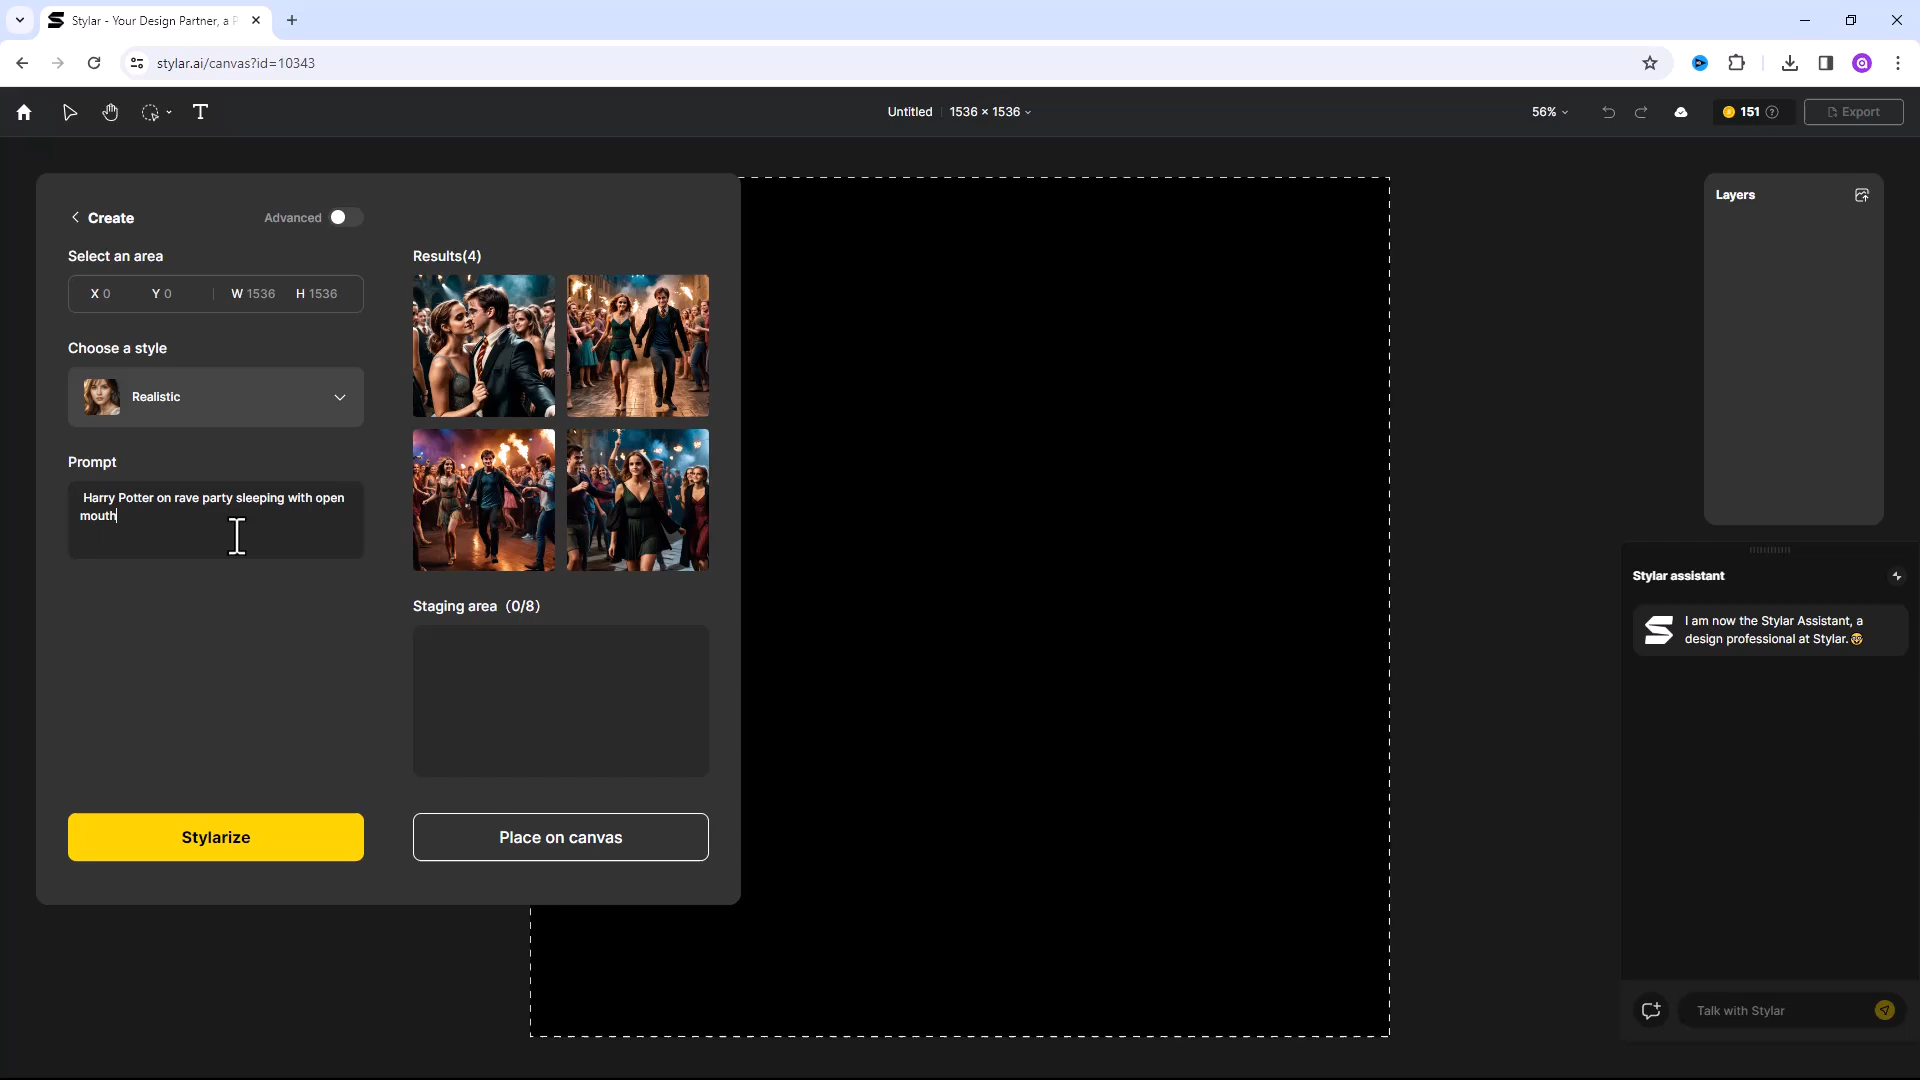 Stylar - Your Design Partner, a P
stylar.ai/canvas?id=10343
T
Untitled
1536 × 1536
56%
151
Export
Create
Advanced
Select an area
X 0
Y 0
W 1536
H 1536
Choose a style
Realistic
Prompt
Harry Potter on rave party sleeping with open
mouth
Stylarize
Results(4)
Staging area (0/8)
Place on canvas
Layers
Stylar assistant
I am now the Stylar Assistant, a
design professional at Stylar.🤓
Talk with Stylar